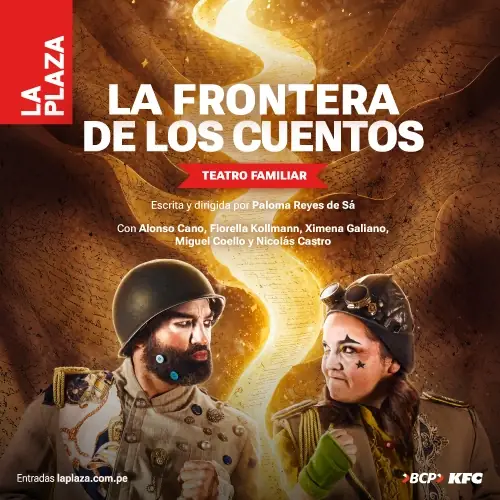 LA
PLAZA
LA FRONTERA
DE LOS CUENTOS
TEATRO FAMILIAR
Escrita y dirigida por Paloma Reyes de Sá
Con Alonso Cano, Fiorella Kollmann, Ximena Galiano,
Miguel Coello y Nicolás Castro
Entradas laplaza.com.pe
BCP KFC